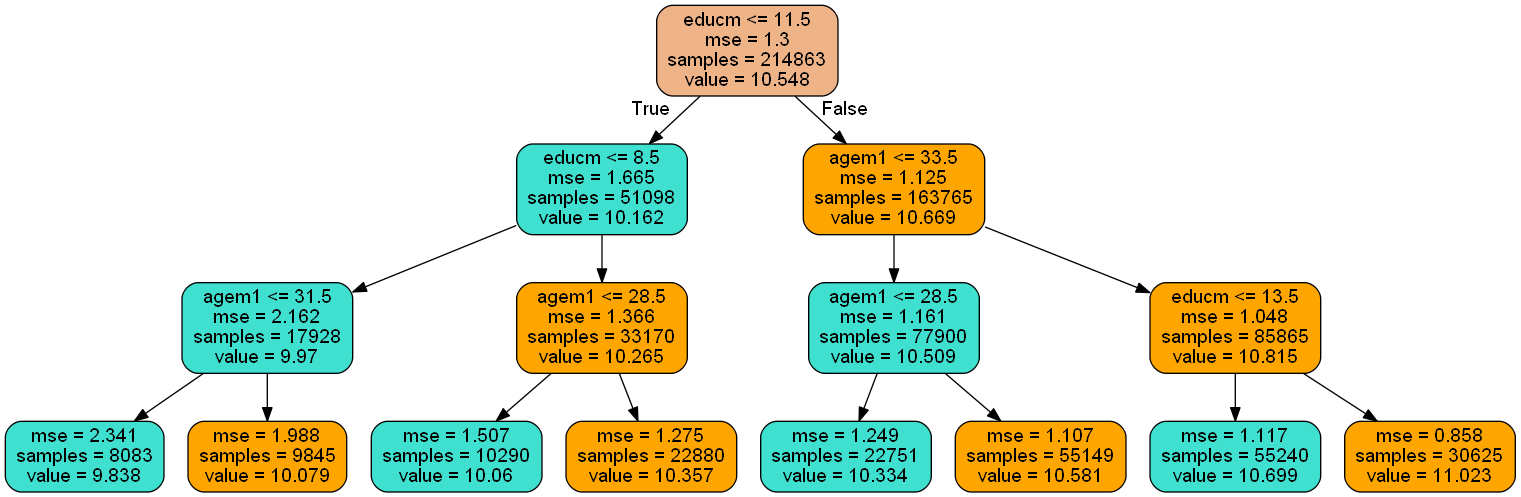 educm <= 11.5
mse = 1.3
samples = 214863
value = 10.548
True
False
educm <= 8.5
mse = 1.665
samples = 51098
value = 10.162
agem1 <= 33.5
mse = 1.125
samples = 163765
value = 10.669
agem1 <= 31.5
mse = 2.162
samples = 17928
value = 9.97
agem1 <= 28.5
mse = 1.366
samples = 33170
value = 10.265
agem1 <= 28.5
mse = 1.161
samples = 77900
value = 10.509
educm <= 13.5
mse = 1.048
samples = 85865
value = 10.815
mse = 2.341
samples = 8083
value = 9.838
mse = 1.988
samples = 9845
value = 10.079
mse = 1.507
samples = 10290
value = 10.06
mse = 1.275
samples = 22880
value = 10.357
mse = 1.249
samples = 22751
value = 10.334
mse = 1.107
samples = 55149
value = 10.581
mse = 1.117
samples = 55240
value = 10.699
mse = 0.858
samples = 30625
value = 11.023